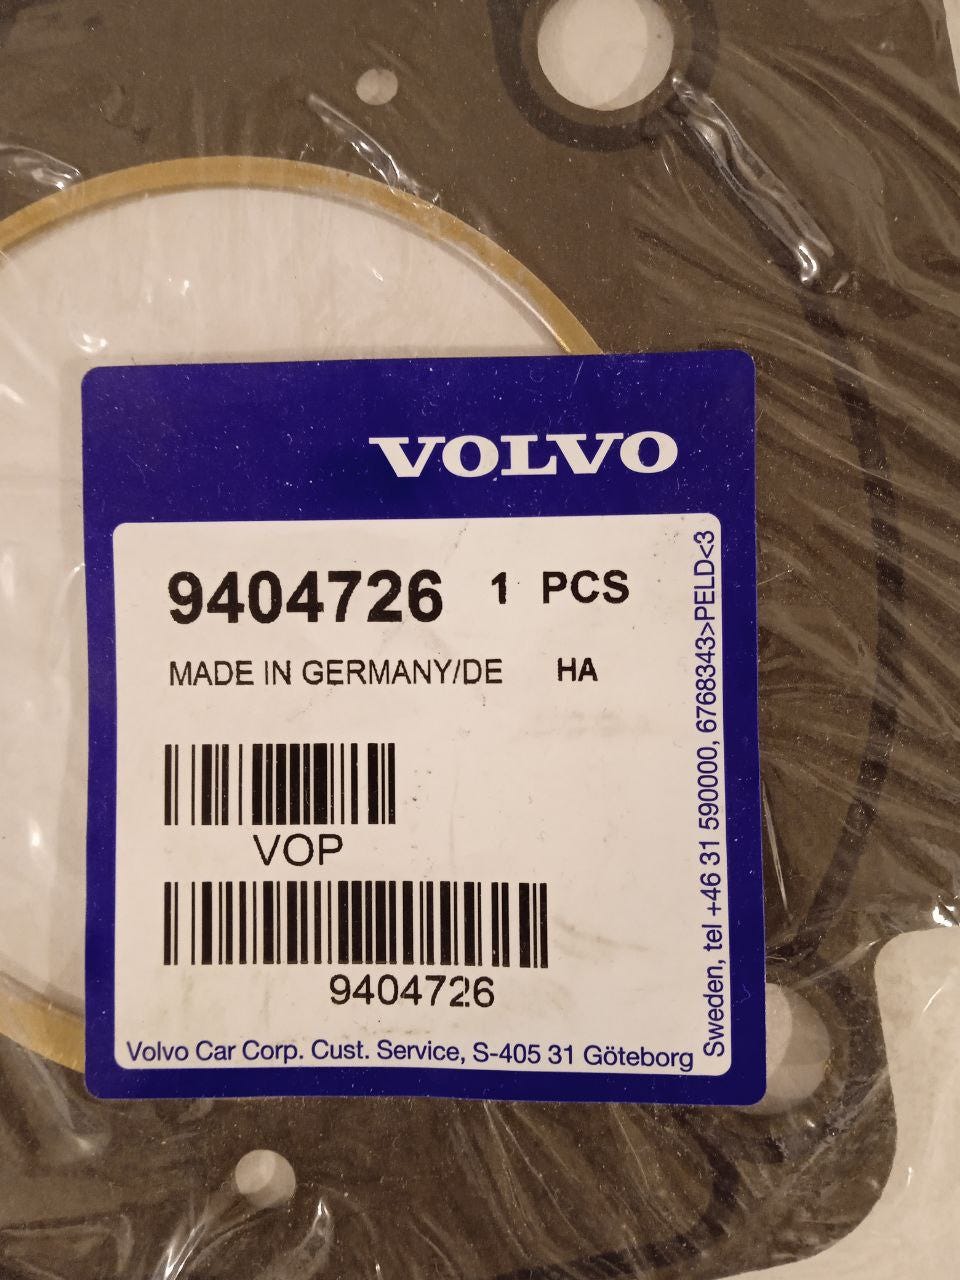 VOLVO
9404726 1 PCS
MADE IN GERMANY/DE HA
VOP
9404726
Volvo Car Corp. Cust. Service, S-405 31 Göteborg
Sweden, tel +46 31 590000, 6768343>PELD<3